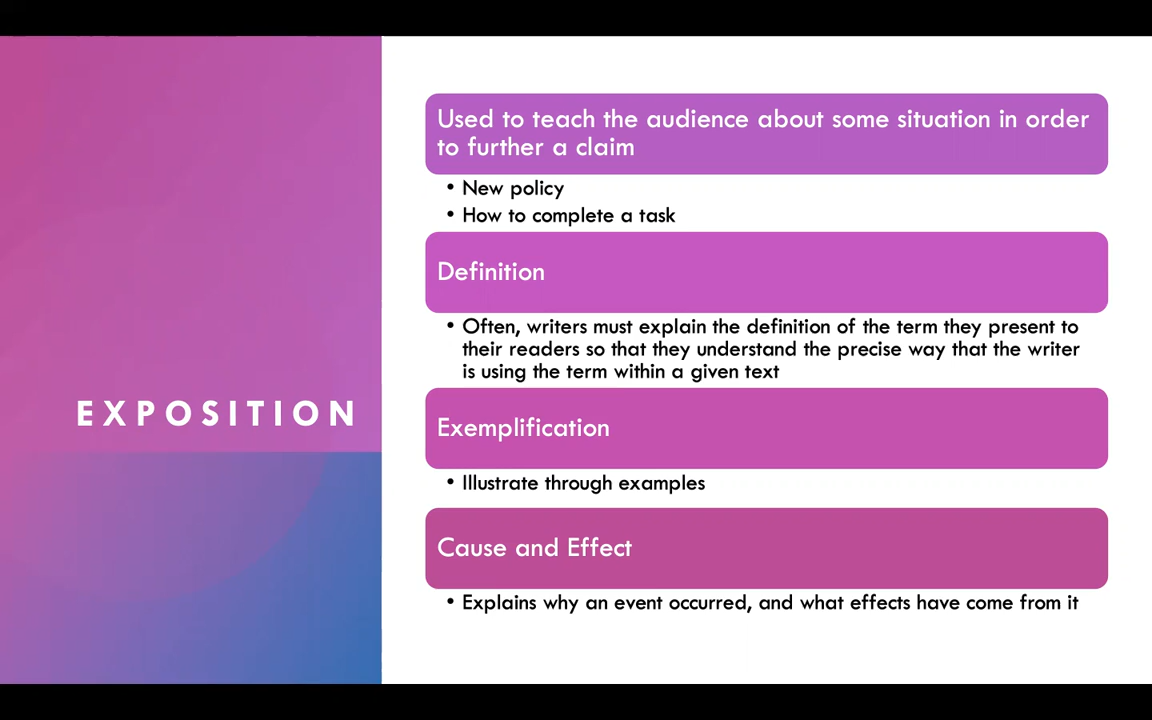 EXPOSITION
Used to teach the audience about some situation in order
to further a claim
• New policy
• How to complete a task
Definition
• Often, writers must explain the definition of the term they present to
their readers so that they understand the precise way that the writer
is using the term within a given text
Exemplification
• Illustrate through examples
Cause and Effect
• Explains why an event occurred, and what effects have come from it